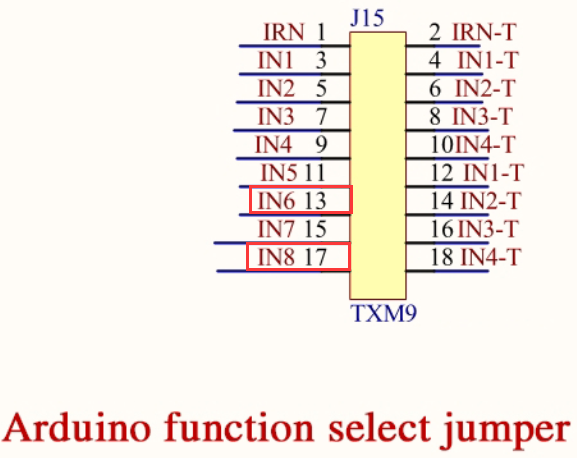 J15
IRN 1 2 IRN-T
IN1 3 4 IN1-T
IN2 5 6 IN2-T
IN3 7 8 IN3-T
IN4 9 10 IN4-T
IN5 11 12 IN1-T
IN6 13 14 IN2-T
IN7 15 16 IN3-T
IN8 17 18 IN4-T
TXM9
Arduino function select jumper